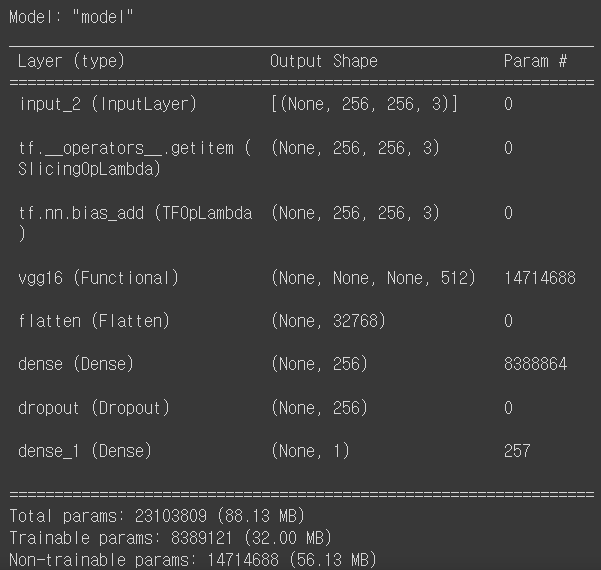 Model: "model"
Layer (type) Output Shape Param #
input_2 (InputLayer) [(None, 256, 256, 3)] 0
tf.__operators__.getitem ( (None, 256, 256, 3) 0
SlicingOpLambda)
tf.nn.bias_add (TFOpLambda (None, 256, 256, 3) 0
)
vgg16 (Functional) (None, None, None, 512) 14714688
flatten (Flatten) (None, 32768) 0
dense (Dense) (None, 256) 8388864
dropout (Dropout) (None, 256) 0
dense_1 (Dense) (None, 1) 257
Total params: 23103809 (88.13 MB)
Trainable params: 8389121 (32.00 MB)
Non-trainable params: 14714688 (56.13 MB)